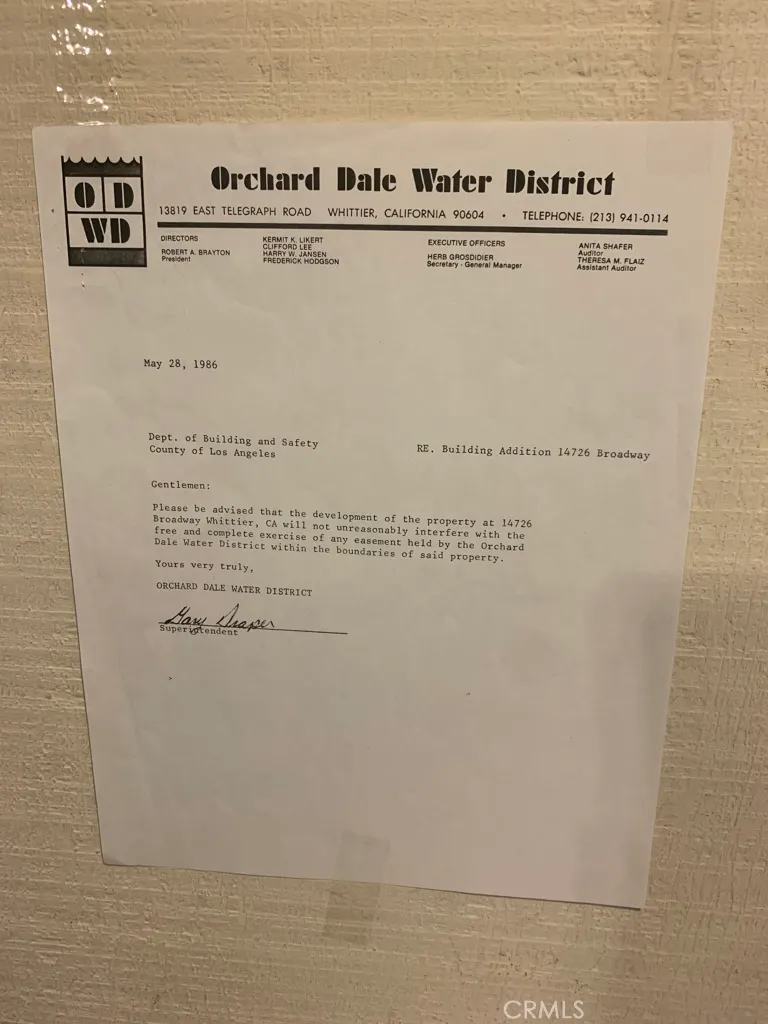 O D
WD
Orchard Dale Water District
13819 EAST TELEGRAPH ROAD WHITTIER, CALIFORNIA 90604 • TELEPHONE: (213) 941-0114
DIRECTORS
ROBERT A. BRAYTON
President
KERMIT K. LIKERT
CLIFFORD LEE
HARRY W. JANSEN
FREDERICK HODGSON
EXECUTIVE OFFICERS
HERB GROSDIDIER
Secretary - General Manager
ANITA SHAFER
Auditor
THERESA M. FLAIZ
Assistant Auditor
May 28, 1986
Dept. of Building and Safety
County of Los Angeles
RE. Building Addition 14726 Broadway
Gentlemen:
Please be advised that the development of the property at 14726
Broadway Whittier, CA will not unreasonably interfere with the
free and complete exercise of any easement held by the Orchard
Dale Water District within the boundaries of said property.
Yours very truly,
ORCHARD DALE WATER DISTRICT
Gary Draper
Superintendent
CRMLS